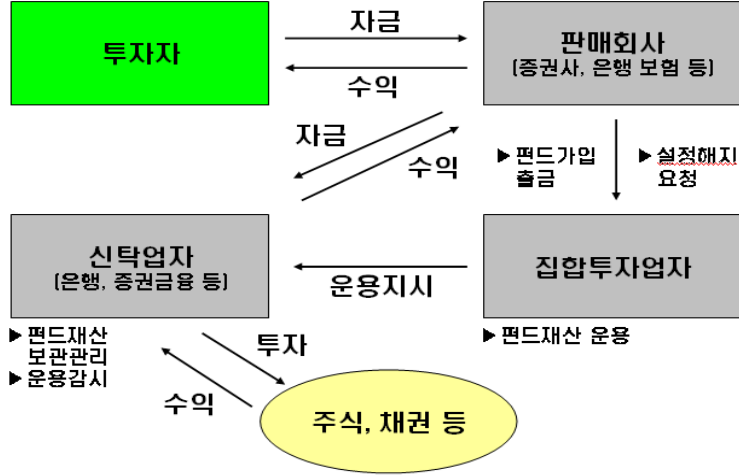 투자자
자금
수익
판매회사
(증권사, 은행 보험 등)
자금
수익
▶ 펀드가입
출금
▶ 설정해지
요청
신탁업자
(은행, 증권금융 등)
운용지시
집합투자업자
▶ 펀드재산
보관관리
▶ 운용감시
▶ 펀드재산 운용
투자
수익
주식, 채권 등